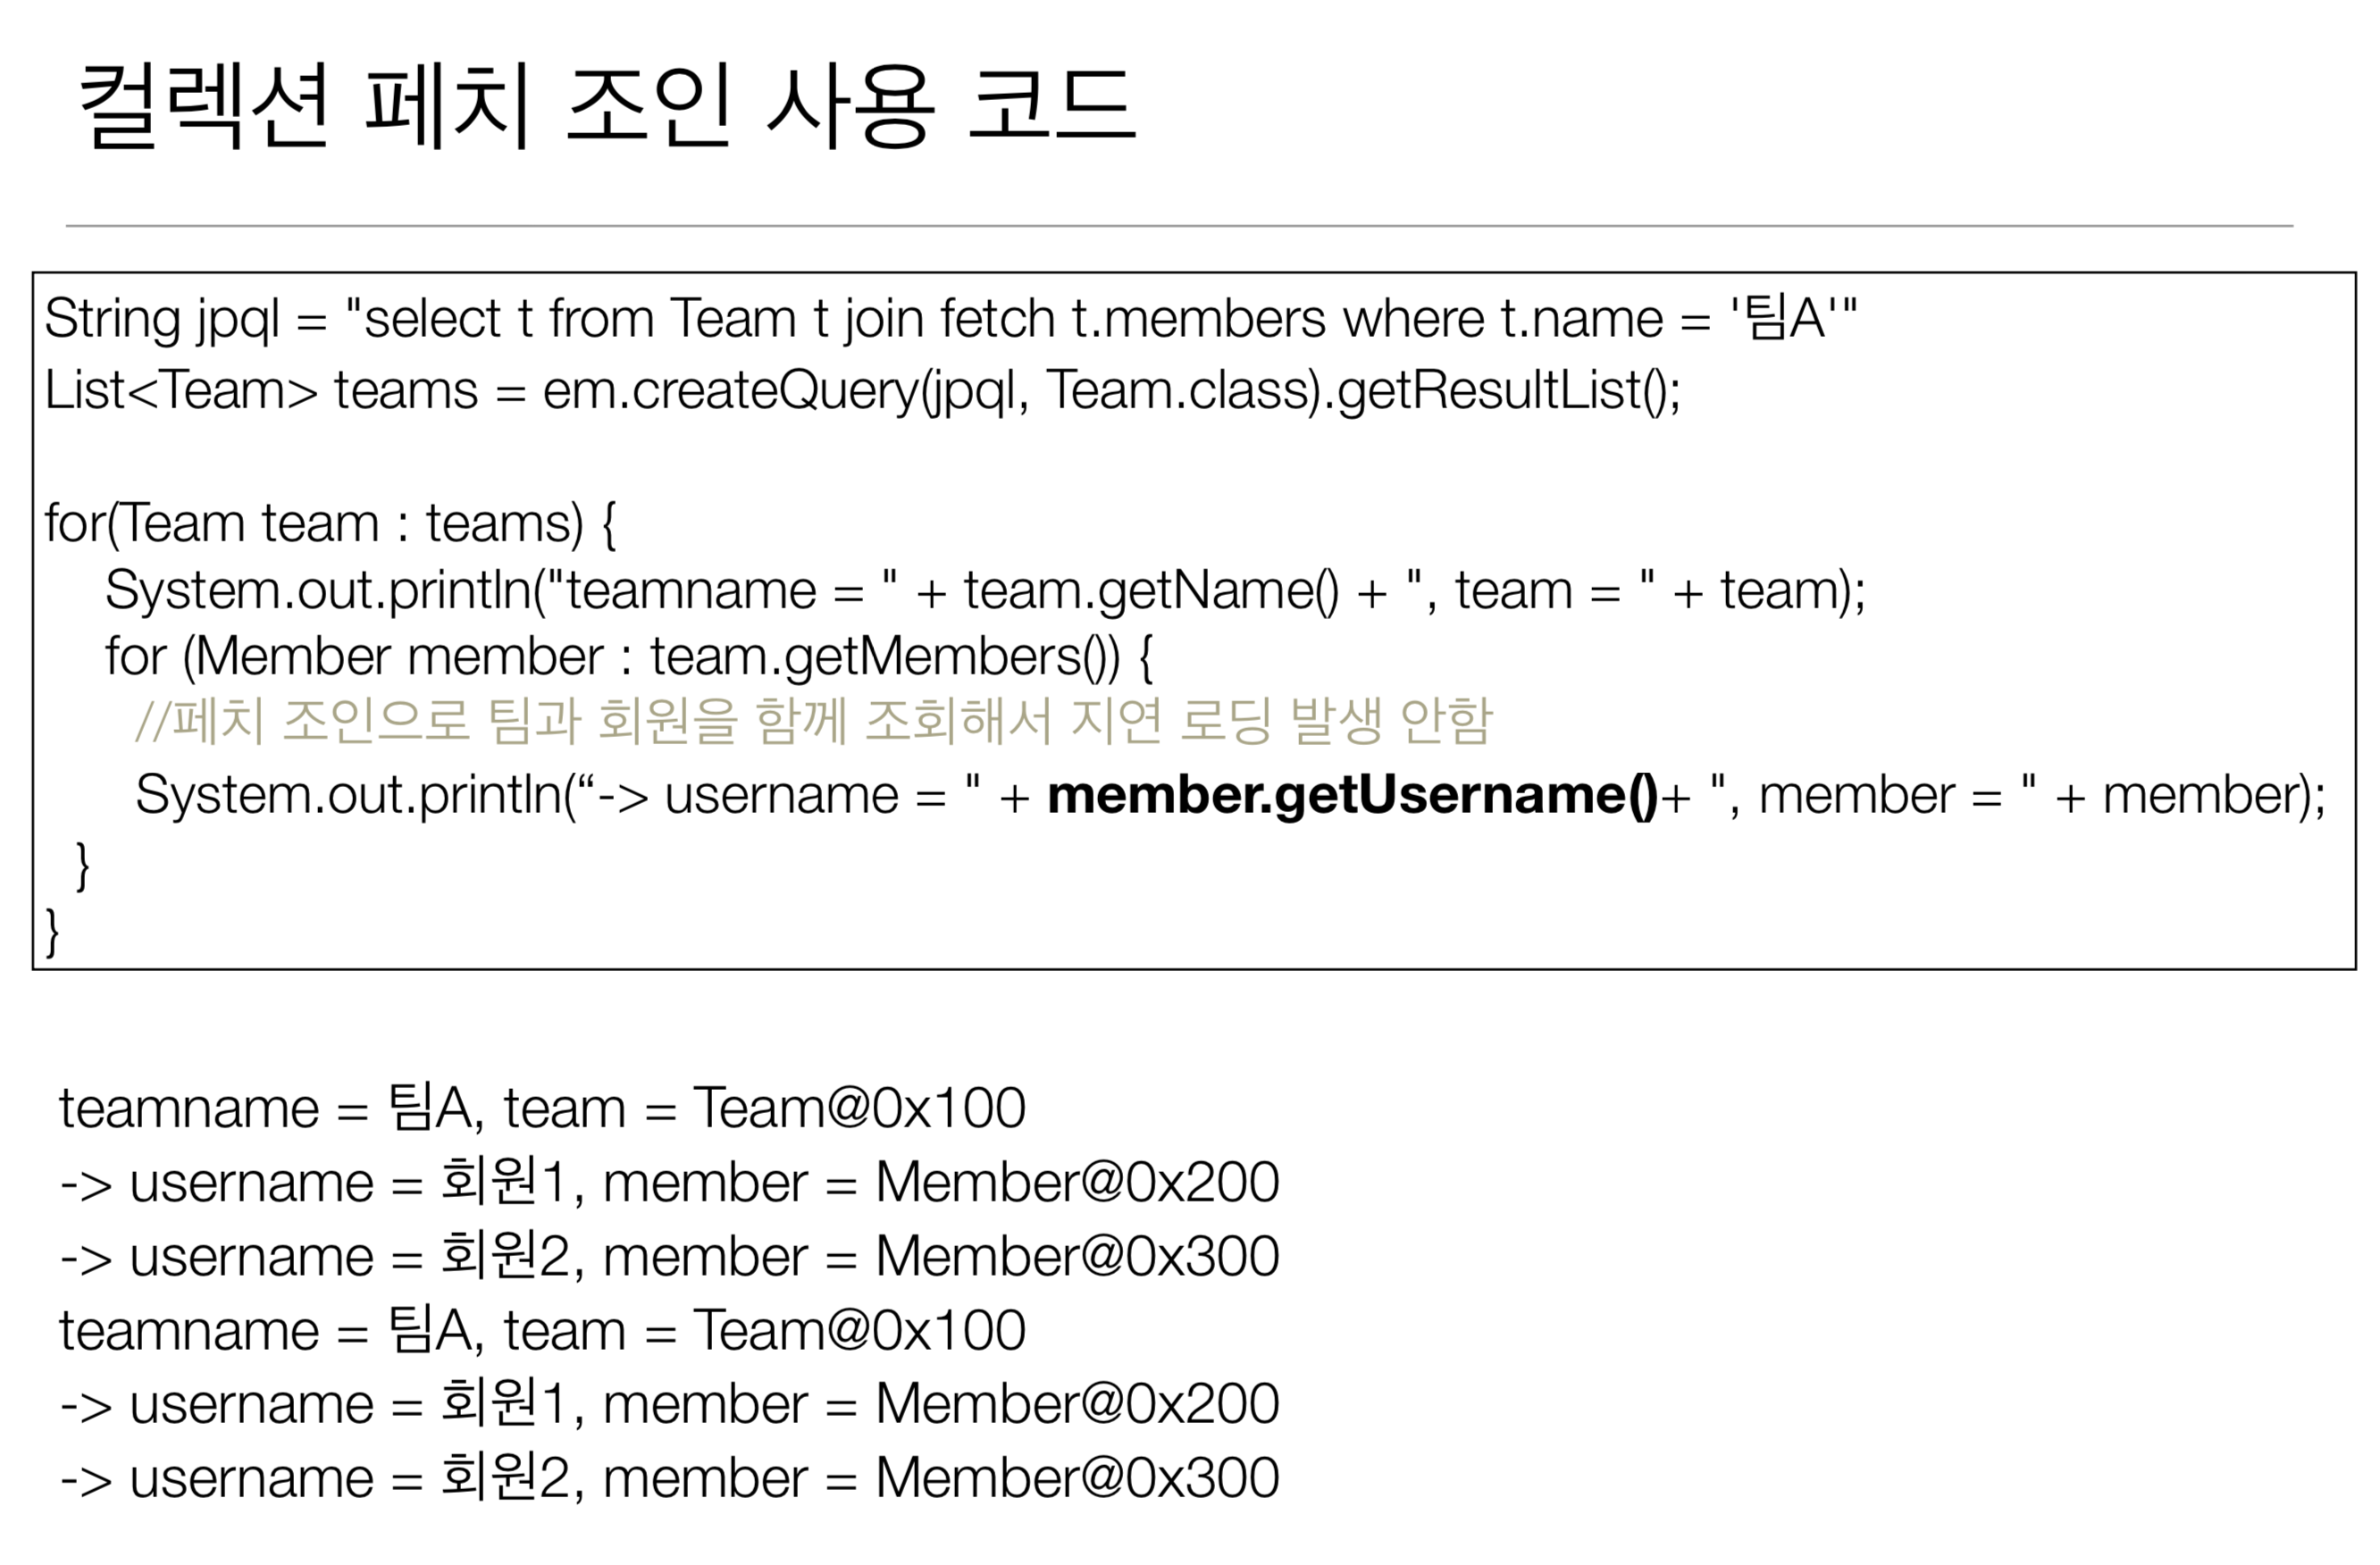 컬렉션 페치 조인 사용 코드
String jpql = "select t from Team t join fetch t.members where t.name = '팀A'"
List<Team> teams = em.createQuery(jpql, Team.class).getResultList();
for(Team team : teams) {
System.out.println("teamname = " + team.getName() + ", team = " + team);
for (Member member : team.getMembers()) {
//페치 조인으로 팀과 회원을 함께 조회해서 지연 로딩 발생 안함
System.out.println(“-> username = " + member.getUsername()+ ", member = " + member);
}
}
teamname = 팀A, team = Team@0x100
-> username = 회원1, member = Member@0x200
-> username = 회원2, member = Member@0x300
teamname = 팀A, team = Team@0x100
-> username = 회원1, member = Member@0x200
-> username = 회원2, member = Member@0x300